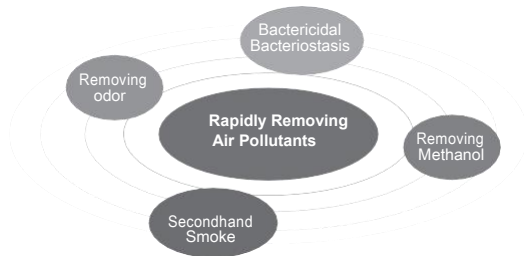 Bactericidal
Bacteriostasis
Removing
odor
Rapidly Removing
Air Pollutants
Removing
Methanol
Secondhand
Smoke